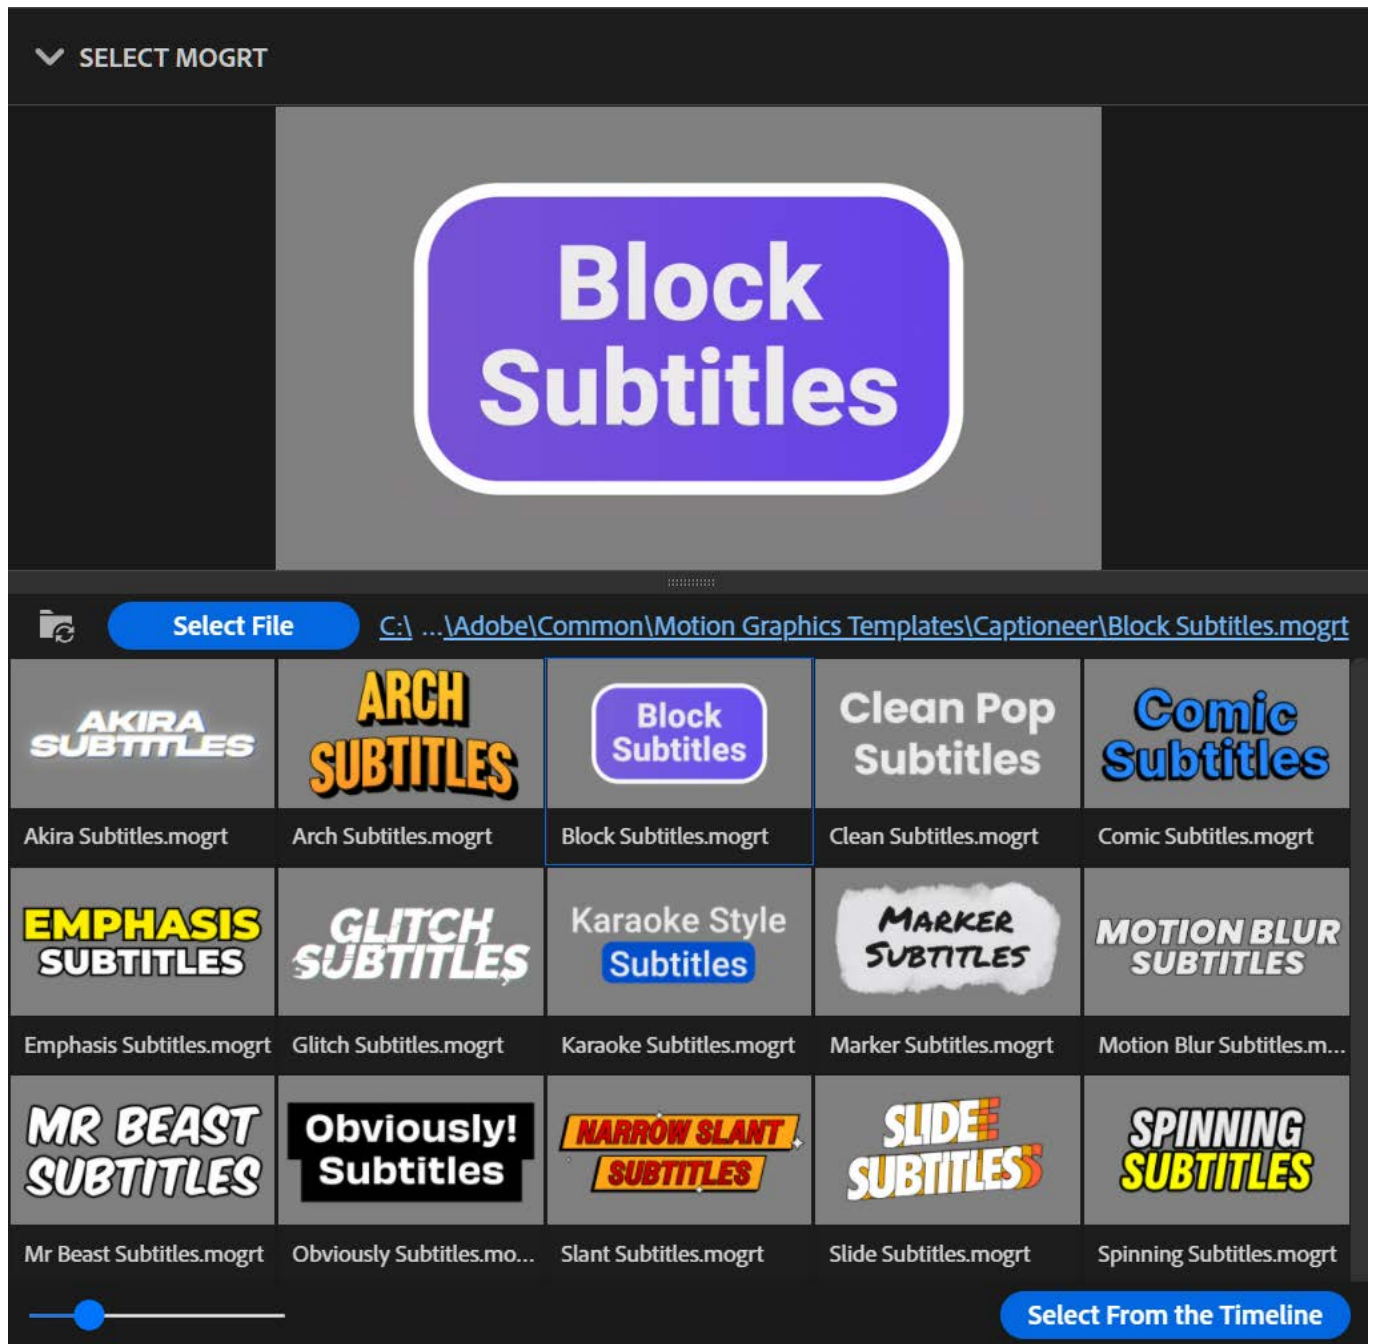 SELECT MOGRT
Block
Subtitles
Select File
C:\ ...\Adobe\Common\Motion Graphics Templates\Captioneer\Block Subtitles.mogrt
AKIRA
SUBTITLES
ARCH
SUBTITLES
Block
Subtitles
Clean Pop
Subtitles
Comic
Subtitles
Akira Subtitles.mogrt
Arch Subtitles.mogrt
Block Subtitles.mogrt
Clean Subtitles.mogrt
Comic Subtitles.mogrt
EMPHASIS
SUBTITLES
GLITCH
SUBTITLES
Karaoke Style
Subtitles
MARKER
SUBTITLES
MOTION BLUR
SUBTITLES
Emphasis Subtitles.mogrt
Glitch Subtitles.mogrt
Karaoke Subtitles.mogrt
Marker Subtitles.mogrt
Motion Blur Subtitles.m...
MR BEAST
SUBTITLES
Obviously!
Subtitles
NARROW SLANT
SUBTITLES
SLIDE
SUBTITLES
SPINNING
SUBTITLES
Mr Beast Subtitles.mogrt
Obviously Subtitles.mo...
Slant Subtitles.mogrt
Slide Subtitles.mogrt
Spinning Subtitles.mogrt
Select From the Timeline